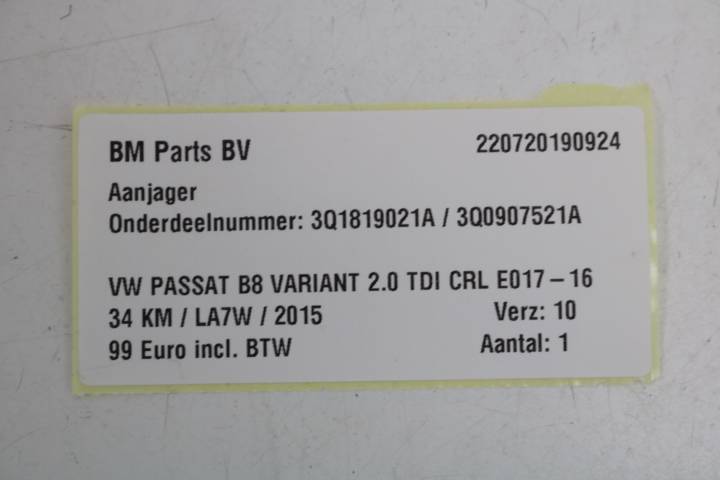 BM Parts BV 220720190924
Aanjager
Onderdeelnummer: 3Q1819021A / 3Q0907521A
VW PASSAT B8 VARIANT 2.0 TDI CRL E017 – 16
34 KM / LA7W / 2015 Verz: 10
99 Euro incl. BTW Aantal: 1